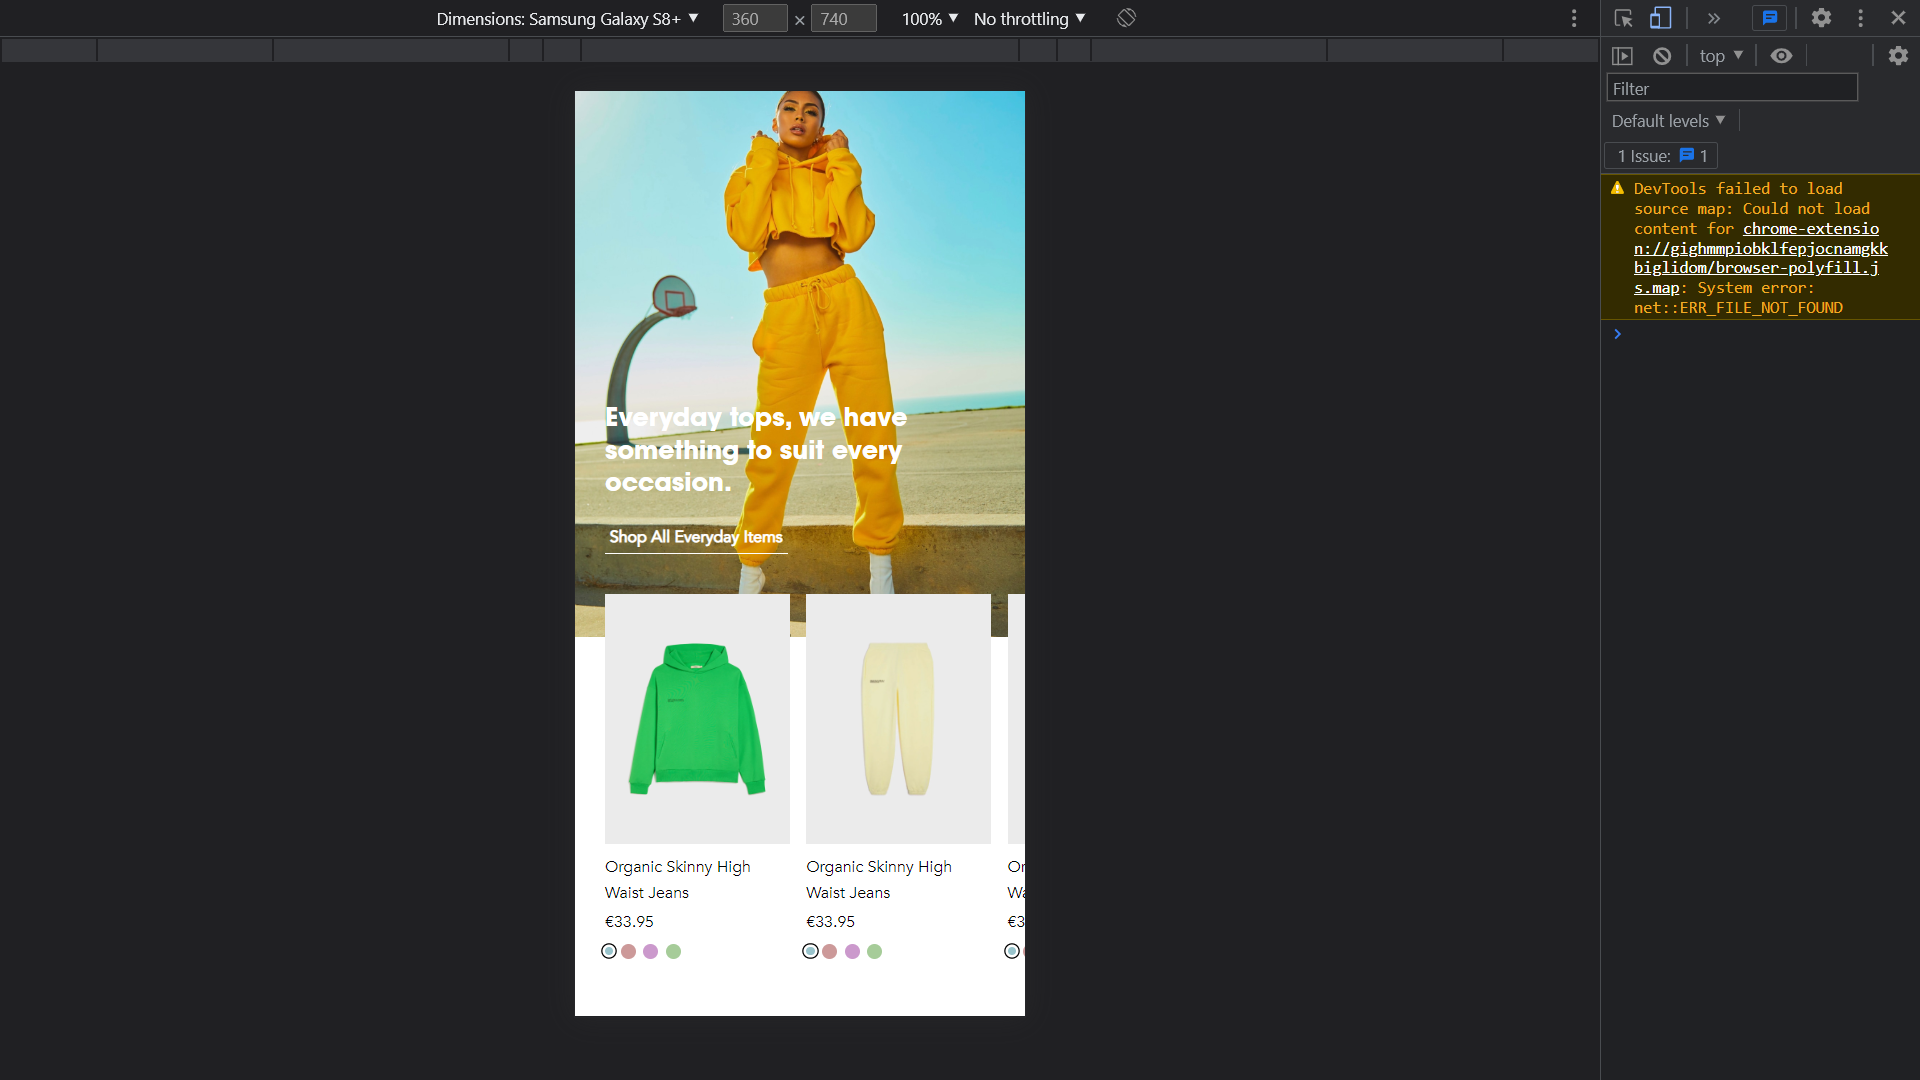 Dimensions: Samsung Galaxy S8+ ▼ 360 × 740 100% ▼ No throttling ▼
top ▼
Filter
Default levels ▼
1 Issue: 1
DevTools failed to load
source map: Could not load
content for chrome-extensio
n://gighmmpiobklfepjocnamgkk
biglidom/browser-polyfill.j
s.map: System error:
net::ERR_FILE_NOT_FOUND
Everyday tops, we have
something to suit every
occasion.
Shop All Everyday Items
Organic Skinny High
Waist Jeans
€33.95
Organic Skinny High
Waist Jeans
€33.95
Or
Wa
€3